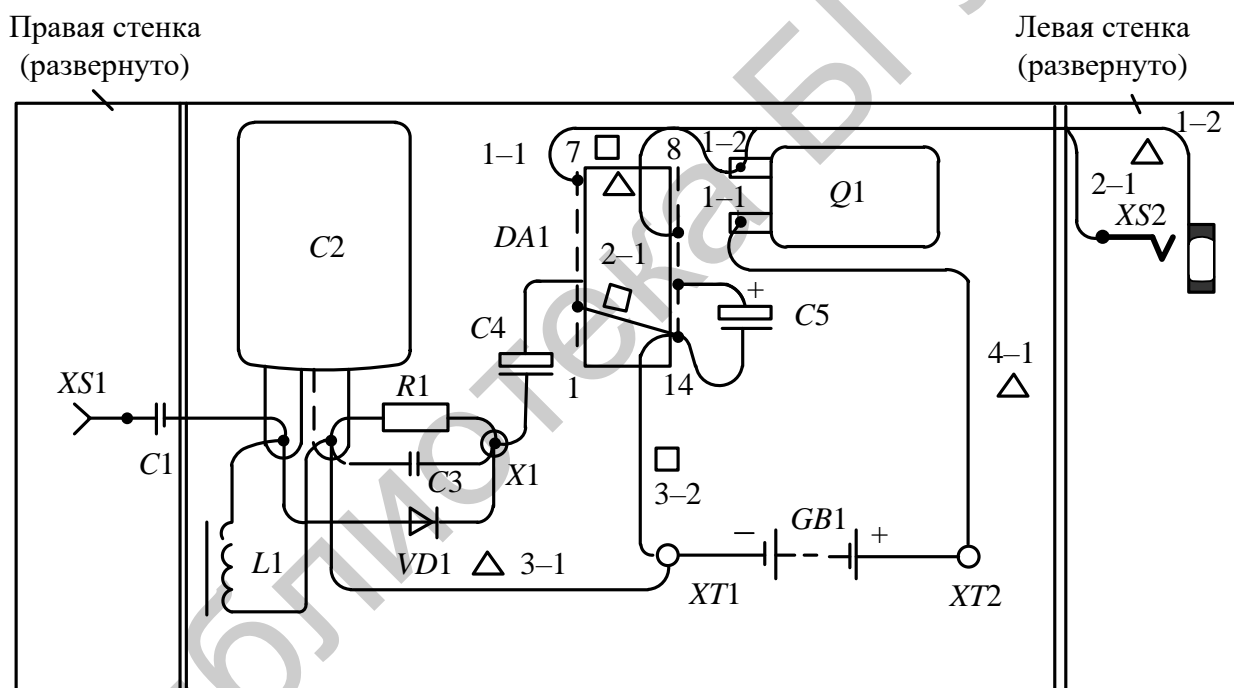 Правая стенка
(развернуто)
Левая стенка
(развернуто)
1–2
1–1
7
8
1–2
1–1
Q1
2–1
XS2
DA1
C2
2–1
+
C5
C4
4–1
XS1
R1
1
14
C1
C3
X1
3–2
GB1
–
+
L1
VD1
3–1
XT1
XT2